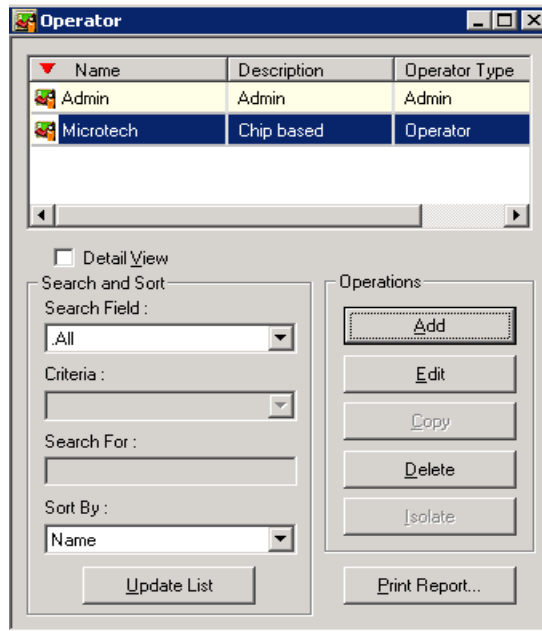 Operator
Name Description Operator Type
Admin Admin Admin
Microtech Chip based Operator
Detail View
Search and Sort
Search Field :
.All
Criteria :
Search For :
Sort By :
Name
Update List
Operations
Add
Edit
Copy
Delete
Isolate
Print Report...